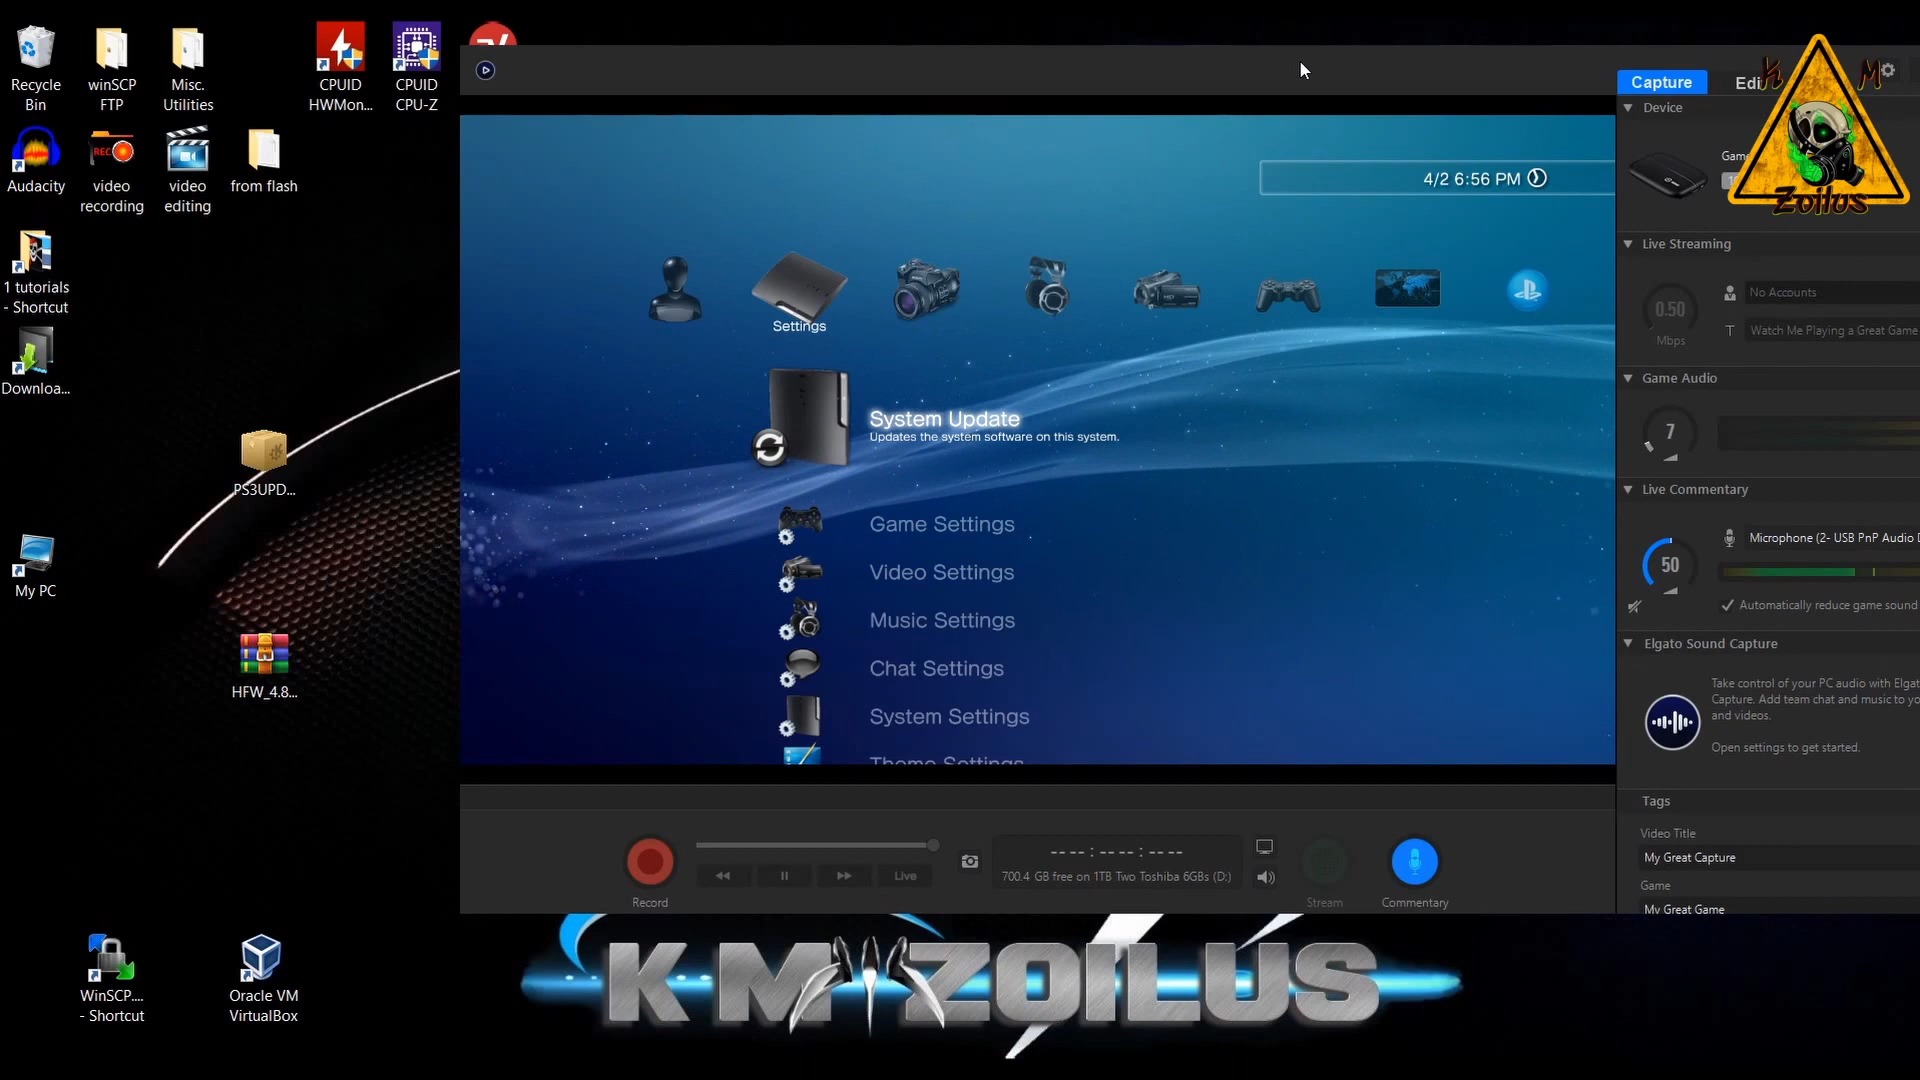 Recycle
Bin
winSCP
FTP
Misc.
Utilities
CPUID
HWMon...
CPUID
CPU-Z
Audacity
REC
video
recording
video
editing
from flash
1 tutorials
- Shortcut
Downloa...
PS3UPD...
My PC
HFW_4.8...
WinSCP....
- Shortcut
Oracle VM
VirtualBox
4/2 6:56 PM
Settings
System Update
Updates the system software on this system.
Game Settings
Video Settings
Music Settings
Chat Settings
System Settings
Theme Settings
Record
Live
-- -- : -- -- : -- --
700.4 GB free on 1TB Two Toshiba 6GBs (D:)
Stream
Commentary
Capture
Edi
K M
Zoilus
Device
Game
Live Streaming
0.50
Mbps
No Accounts
T
Watch Me Playing a Great Game
Game Audio
7
Live Commentary
50
Microphone (2- USB PnP Audio D
Automatically reduce game sound
Elgato Sound Capture
Take control of your PC audio with Elgat
Capture. Add team chat and music to yo
and videos.
Open settings to get started.
Tags
Video Title
My Great Capture
Game
My Great Game
KM ZOILUS